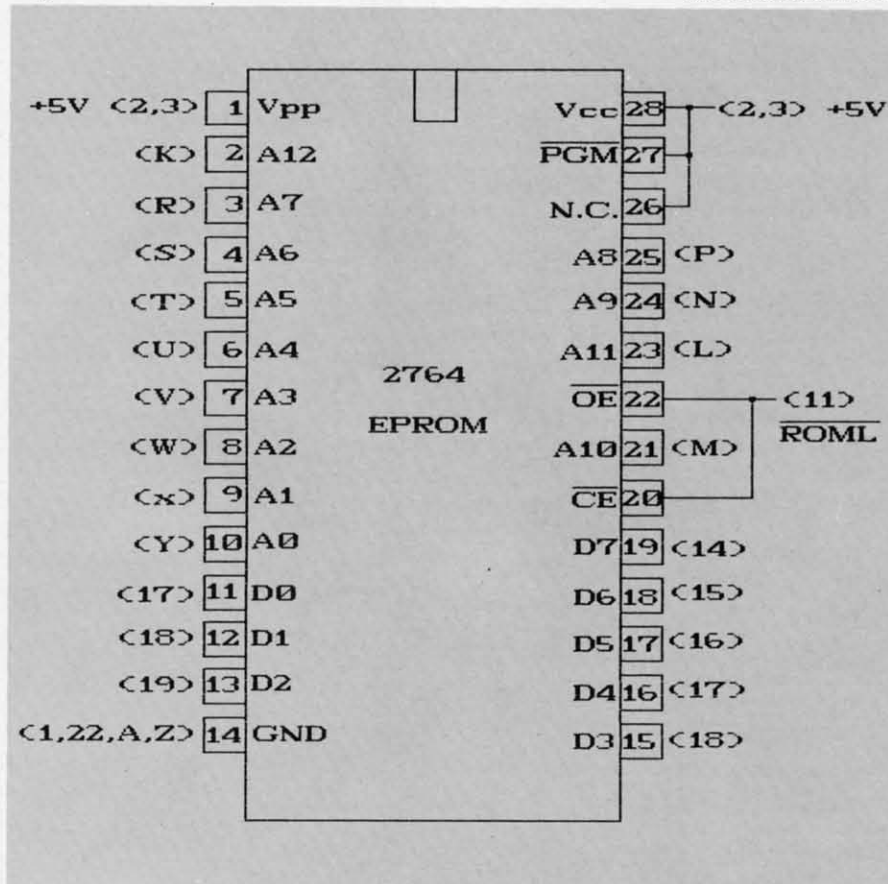 +5V (2,3) 1 Vpp Vcc 28 (2,3) +5V
(K) 2 A12 PGM 27
(R) 3 A7 N.C. 26
(S) 4 A6 A8 25 (P)
(T) 5 A5 A9 24 (N)
(U) 6 A4 A11 23 (L)
2764
(V) 7 A3 OE 22 (11)
EPROM
ROML
(W) 8 A2 A10 21 (M)
(x) 9 A1 CE 20
(Y) 10 A0 D7 19 (14)
(17) 11 D0 D6 18 (15)
(18) 12 D1 D5 17 (16)
(19) 13 D2 D4 16 (17)
(1,22,A,Z) 14 GND D3 15 (18)